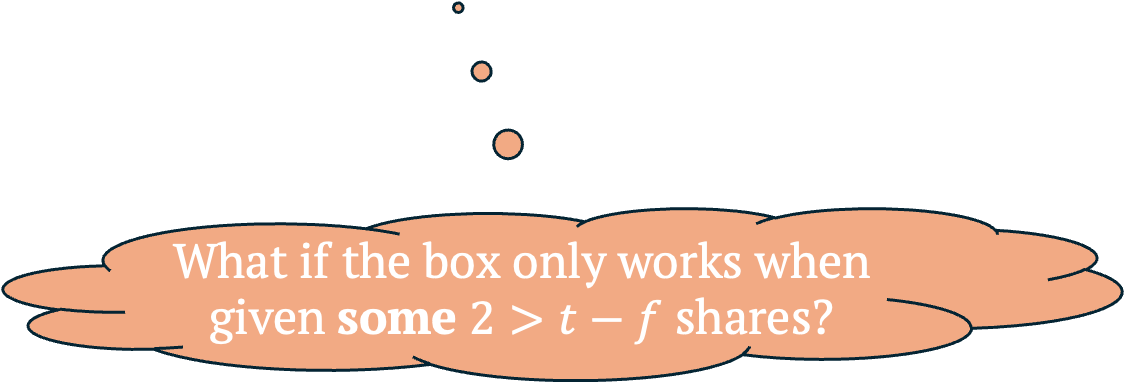 What if the box only works when
given some 2 > t − f shares?